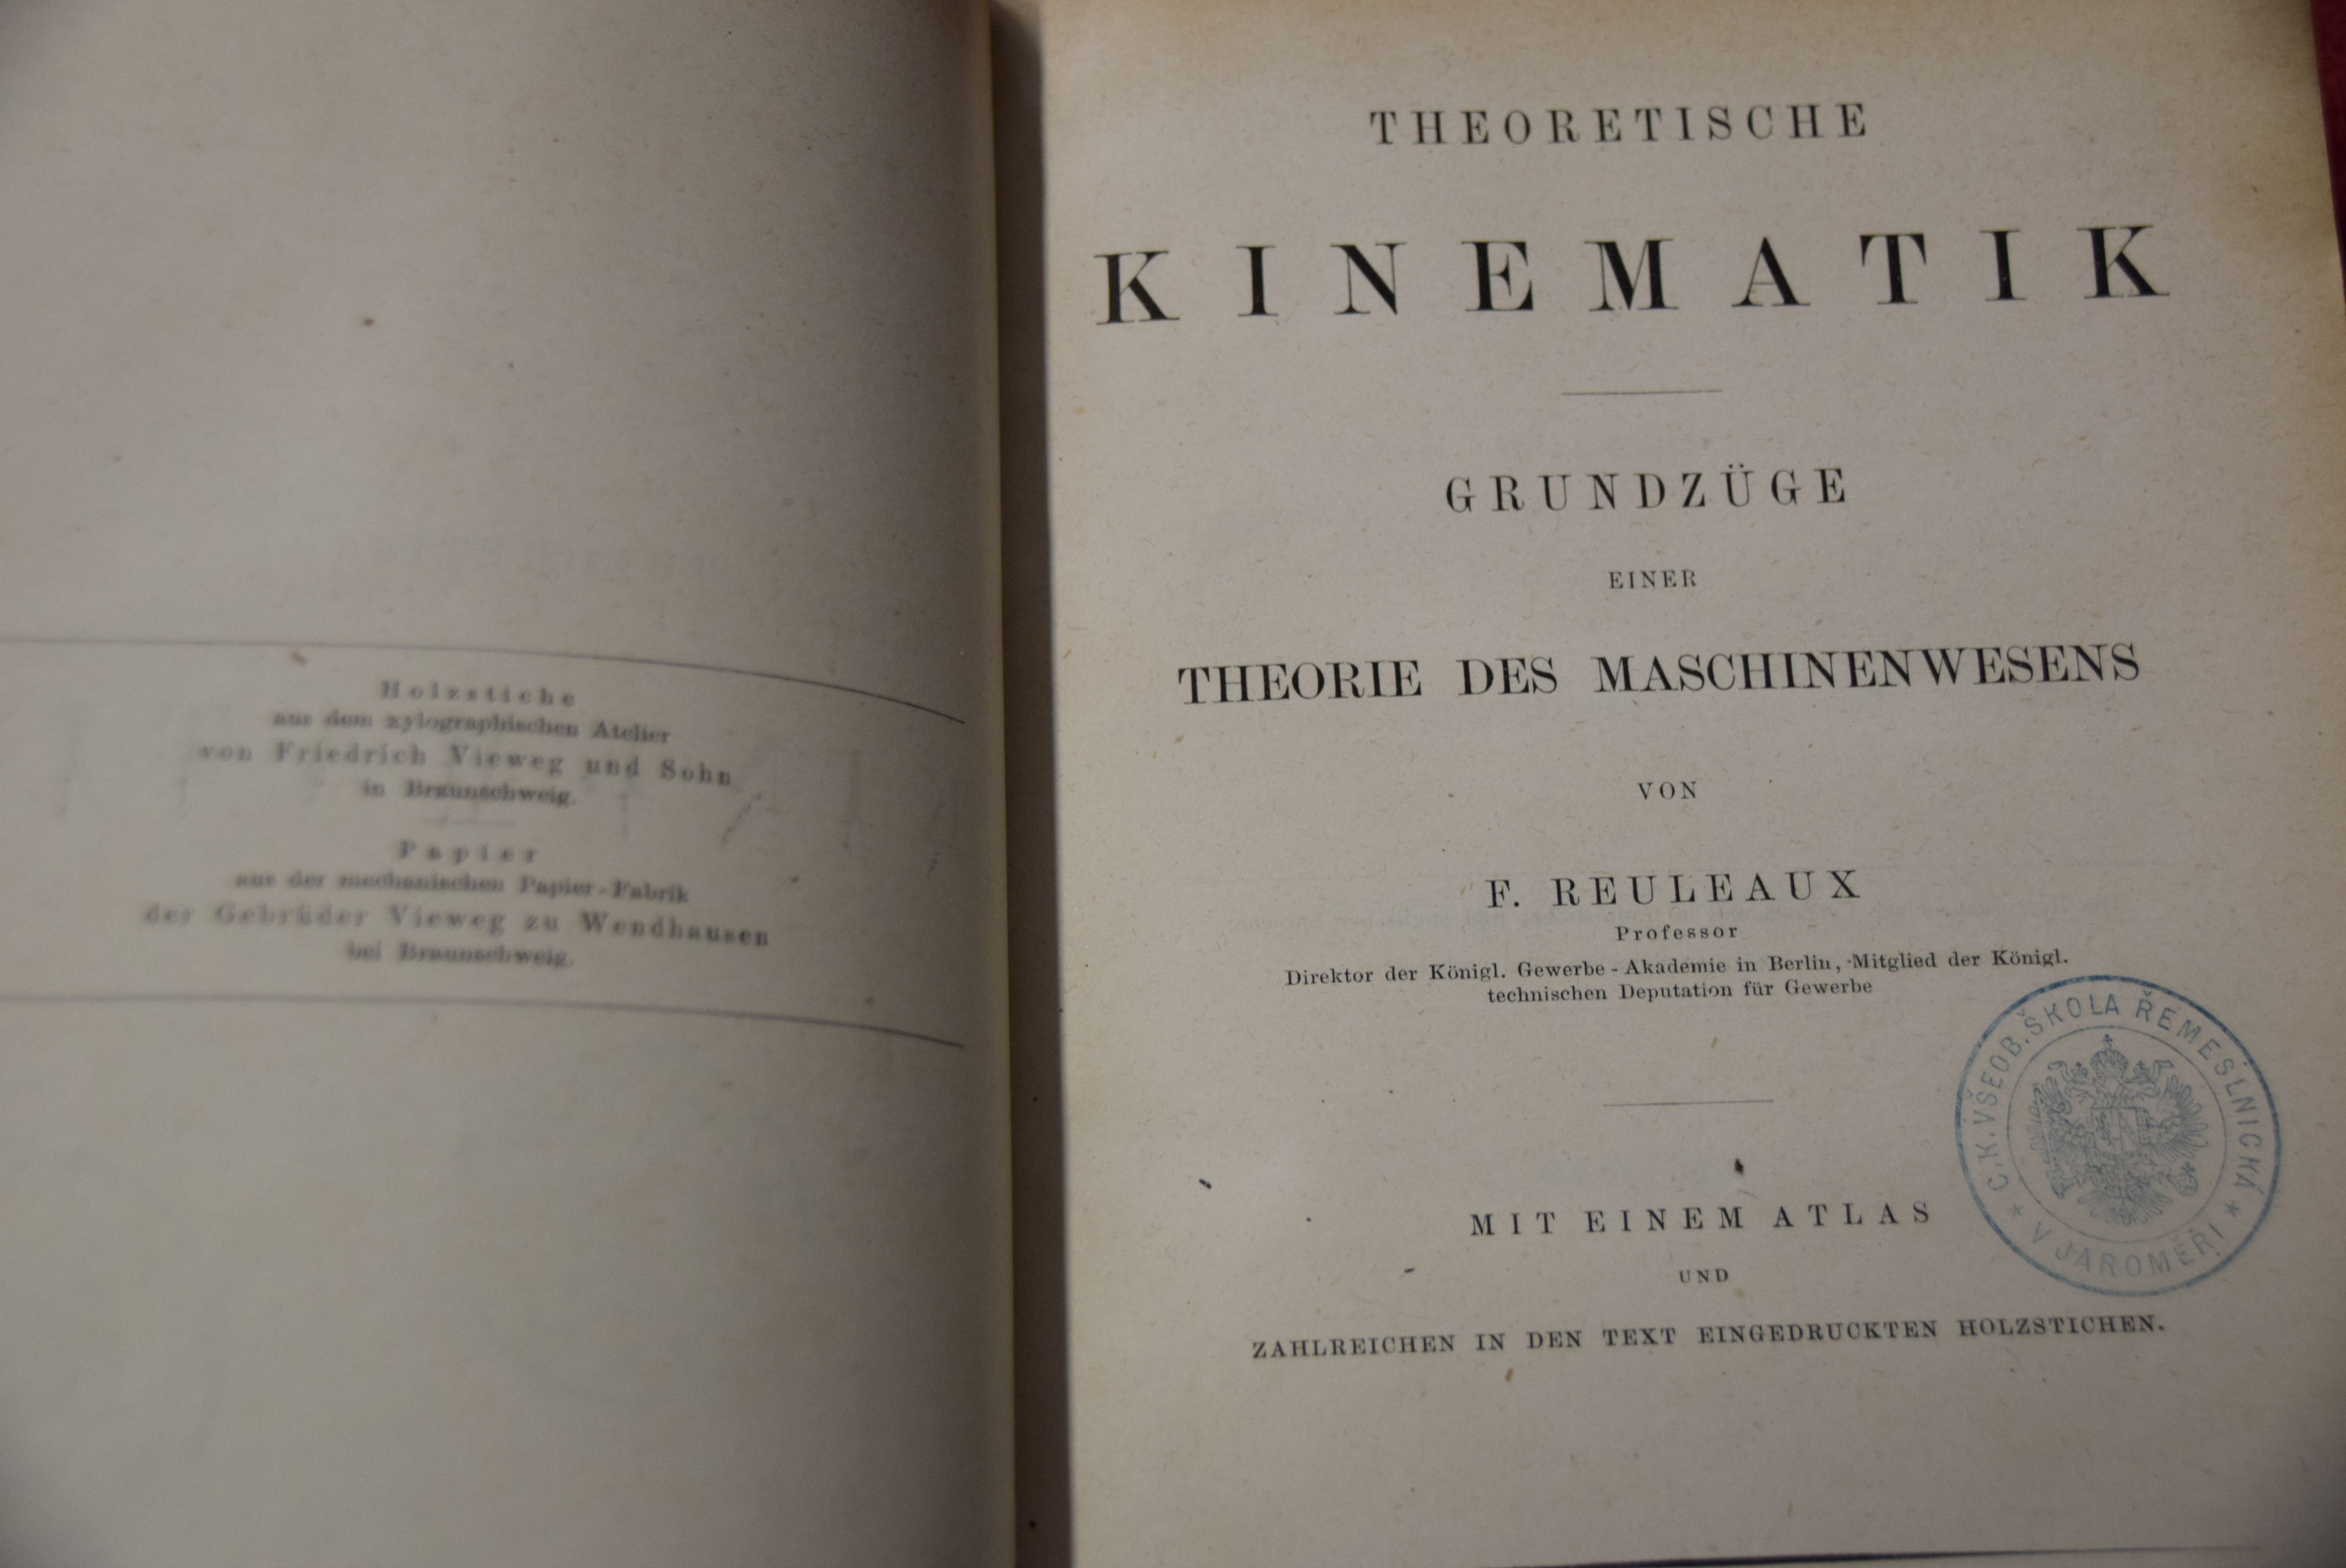 Holzstiche
aus dem xylographischen Atelier
von Friedrich Vieweg und Sohn
in Braunschweig.
Papier
aus der mechanischen Papier-Fabrik
der Gebrüder Vieweg zu Wendhausen
bei Braunschweig.
THEORETISCHE
KINEMATIK
GRUNDZÜGE
EINER
THEORIE DES MASCHINENWESENS
VON
F. REULEAUX
Professor
Direktor der Königl. Gewerbe-Akademie in Berlin, Mitglied der Königl.
technischen Deputation für Gewerbe
C.K. VŠEOB. ŠKOLA ŘEMESLNICKÁ
* V JAROMĚŘI *
MIT EINEM ATLAS
UND
ZAHLREICHEN IN DEN TEXT EINGEDRUCKTEN HOLZSTICHEN.